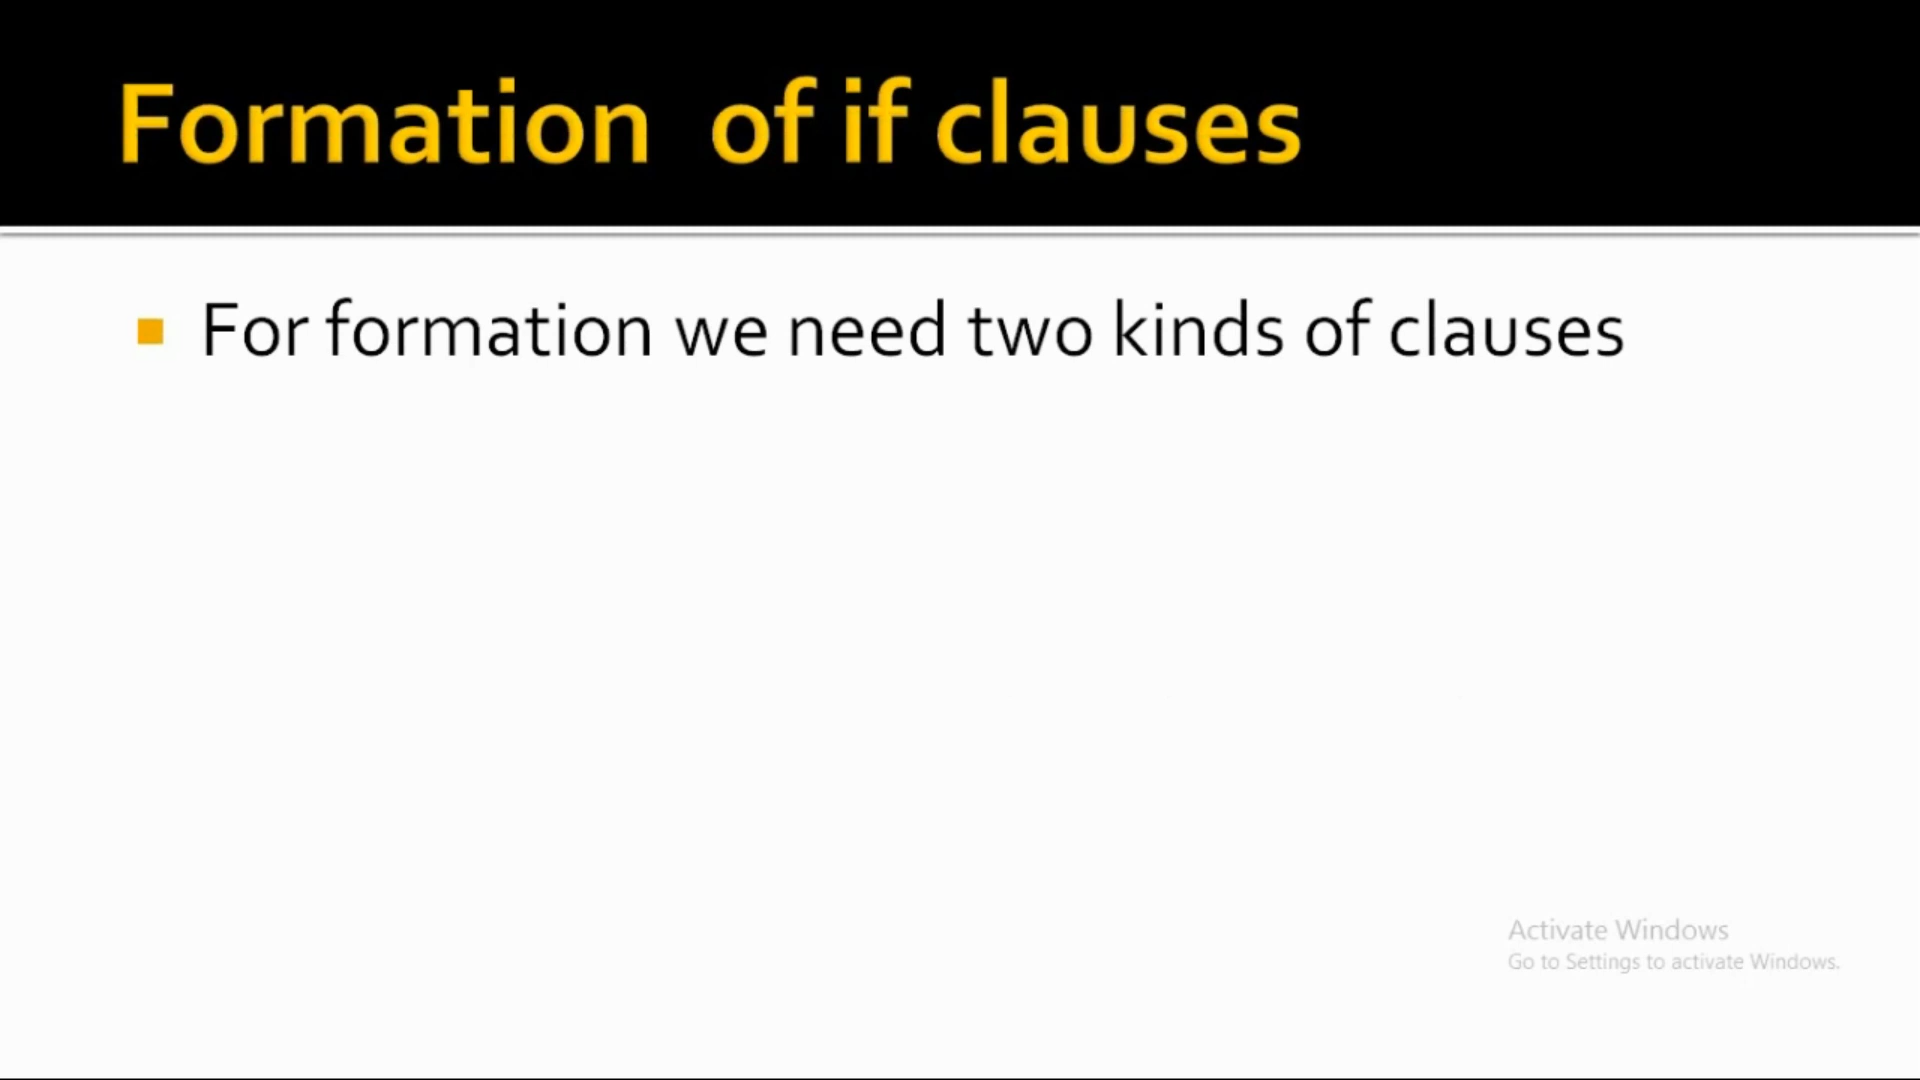 Formation of if clauses
For formation we need two kinds of clauses
Activate Windows
Go to Settings to activate Windows.